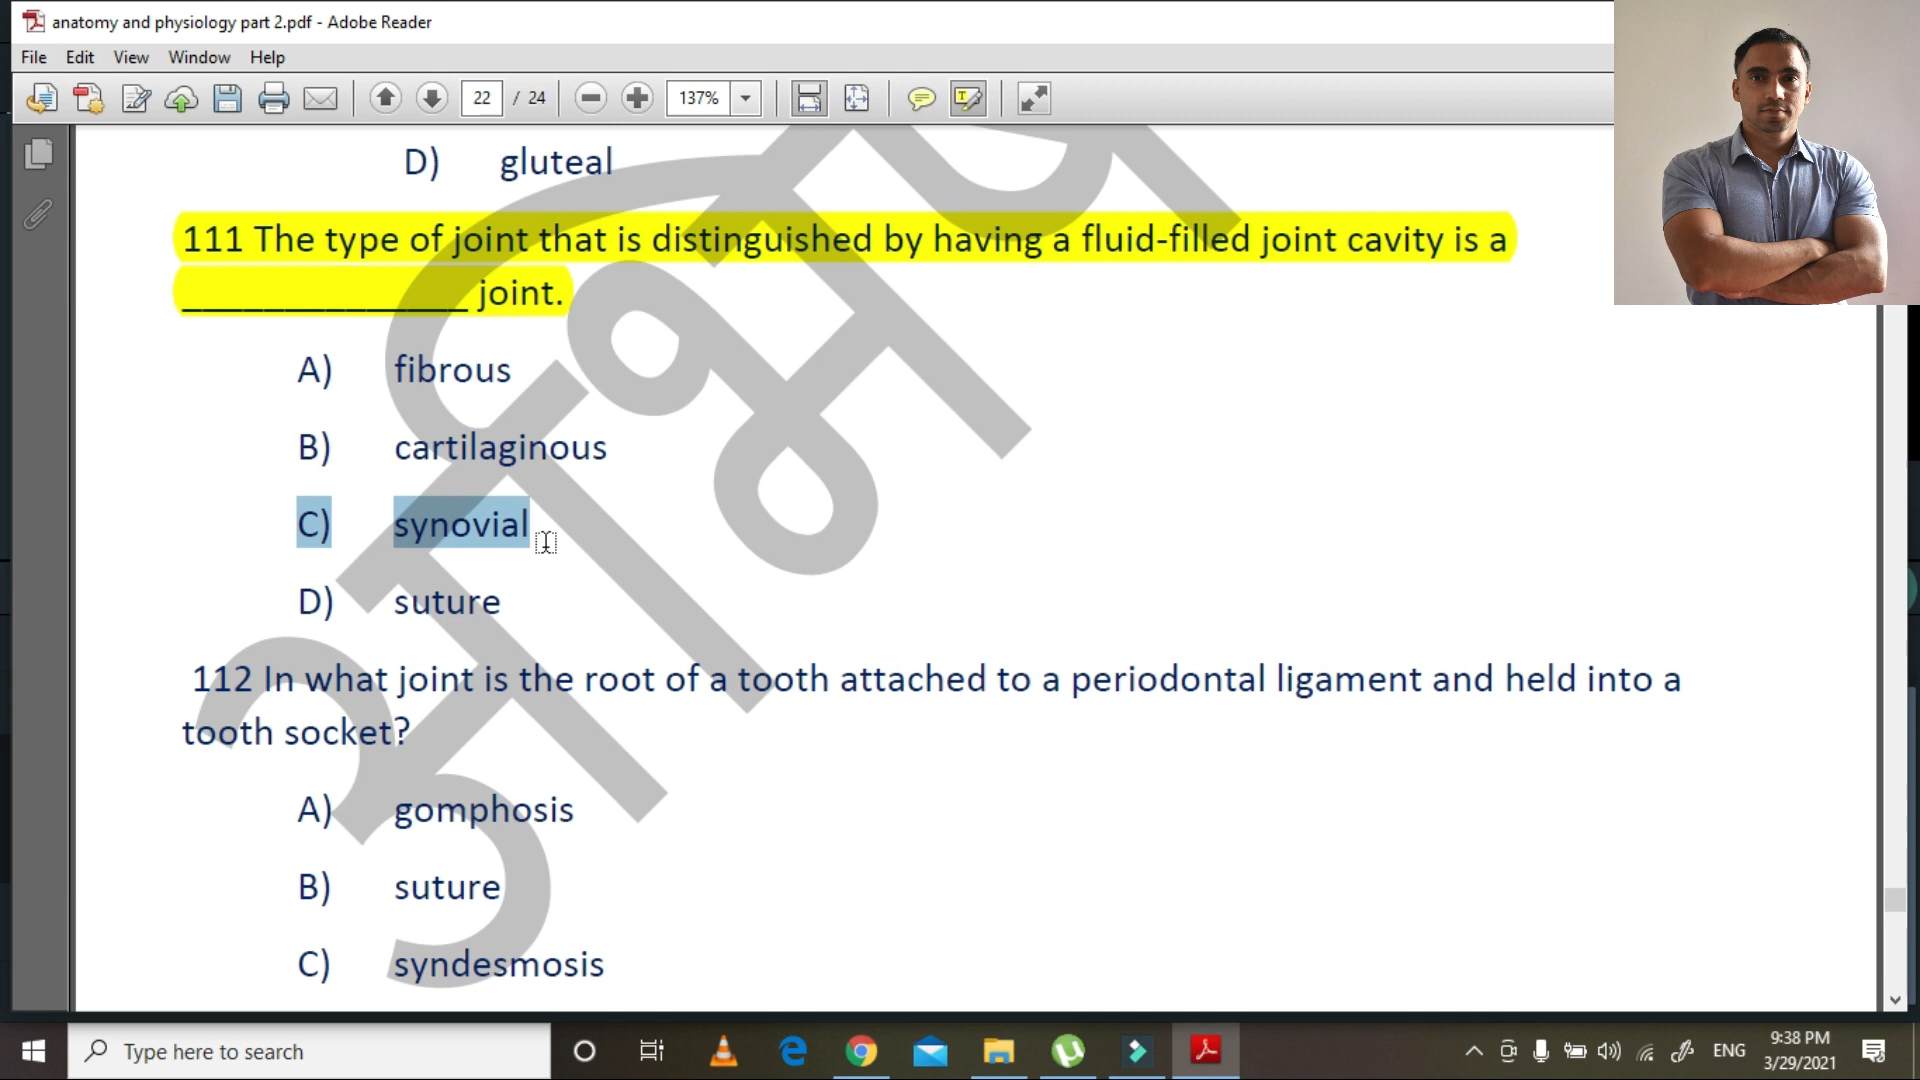 anatomy and physiology part 2.pdf - Adobe Reader
File Edit View Window Help
22 / 24 137%
D) gluteal
111 The type of joint that is distinguished by having a fluid-filled joint cavity is a
______________ joint.
A) fibrous
B) cartilaginous
C) synovial
D) suture
112 In what joint is the root of a tooth attached to a periodontal ligament and held into a
tooth socket?
A) gomphosis
B) suture
C) syndesmosis
Type here to search
ENG
9:38 PM
3/29/2021